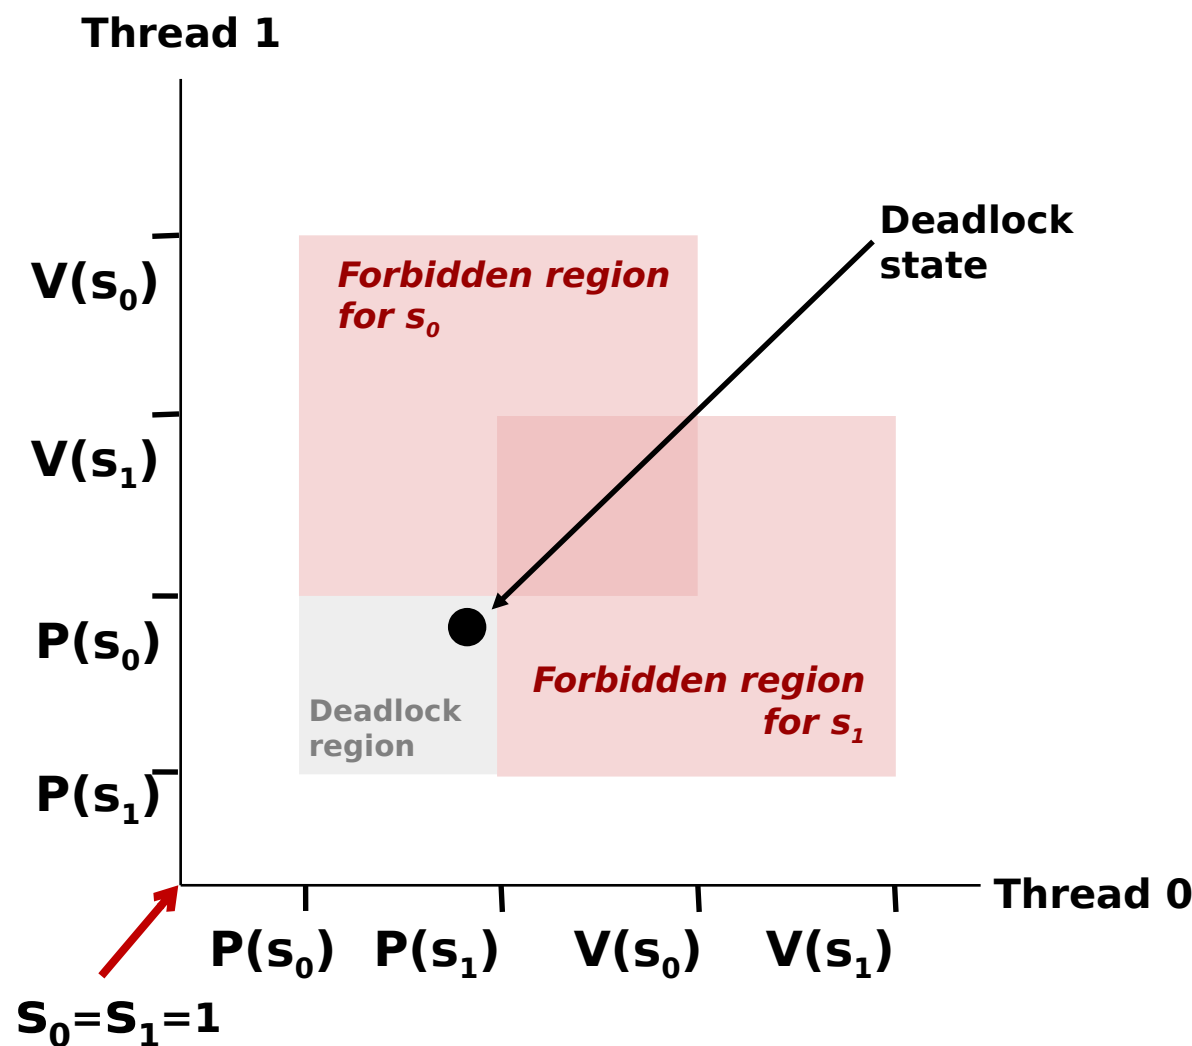 Thread 1
Deadlock
state
V(s₀)
Forbidden region
for s₀
V(s₁)
P(s₀)
Forbidden region
for s₁
Deadlock
region
P(s₁)
Thread 0
P(s₀) P(s₁) V(s₀) V(s₁)
s₀=s₁=1